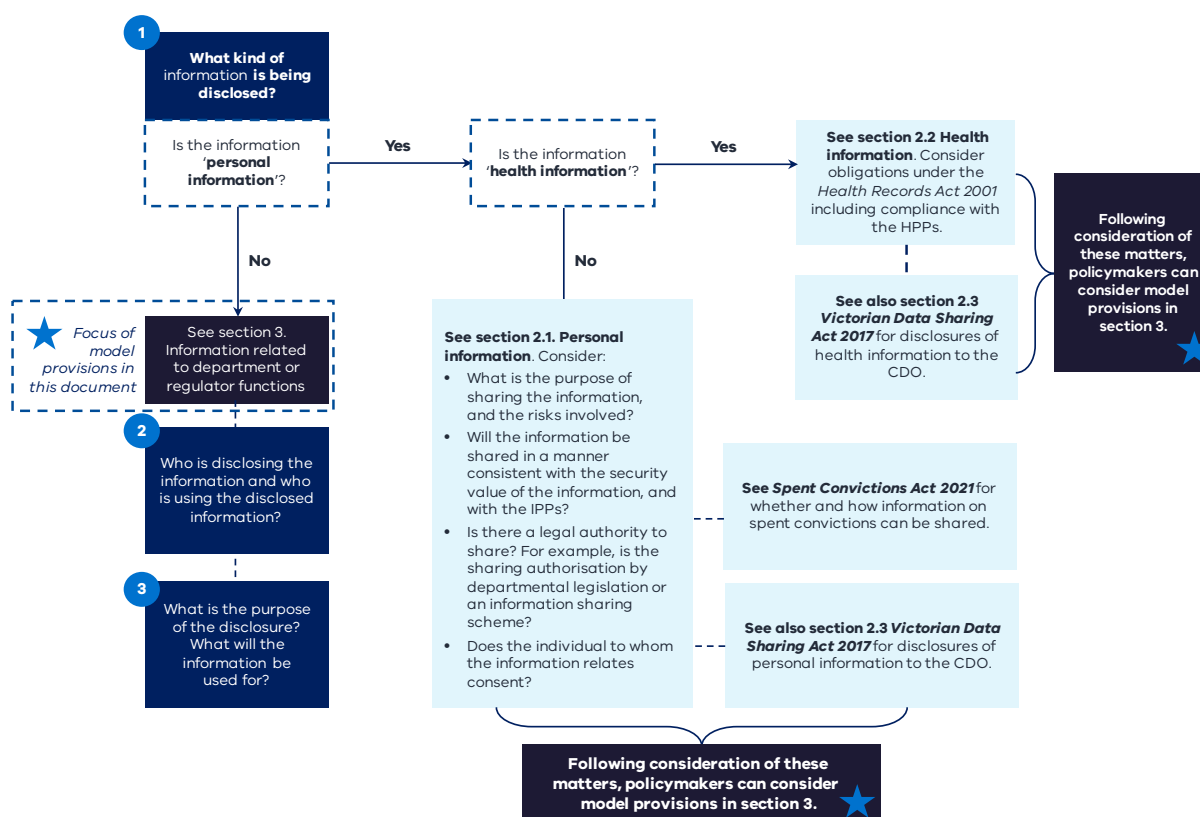 1
What kind of
information is being
disclosed?
Is the information
‘personal
information’?
Yes
Is the information
‘health information’?
Yes
See section 2.2 Health
information. Consider
obligations under the
Health Records Act 2001
including compliance with
the HPPs.
Following
consideration of
these matters,
policymakers can
consider model
provisions in
section 3.
No
No
See also section 2.3
Victorian Data Sharing
Act 2017 for disclosures of
health information to the
CDO.
Focus of
model
provisions in
this document
See section 3.
Information related
to department or
regulator functions
See section 2.1. Personal
information. Consider:
• What is the purpose of
sharing the information,
and the risks involved?
• Will the information be
shared in a manner
consistent with the security
value of the information, and
with the IPPs?
• Is there a legal authority to
share? For example, is the
sharing authorisation by
departmental legislation or
an information sharing
scheme?
• Does the individual to whom
the information relates
consent?
2
Who is disclosing the
information and who
is using the disclosed
information?
See Spent Convictions Act 2021 for
whether and how information on
spent convictions can be shared.
3
What is the purpose
of the disclosure?
What will the
information be
used for?
See also section 2.3 Victorian Data
Sharing Act 2017 for disclosures of
personal information to the CDO.
Following consideration of these
matters, policymakers can consider
model provisions in section 3.